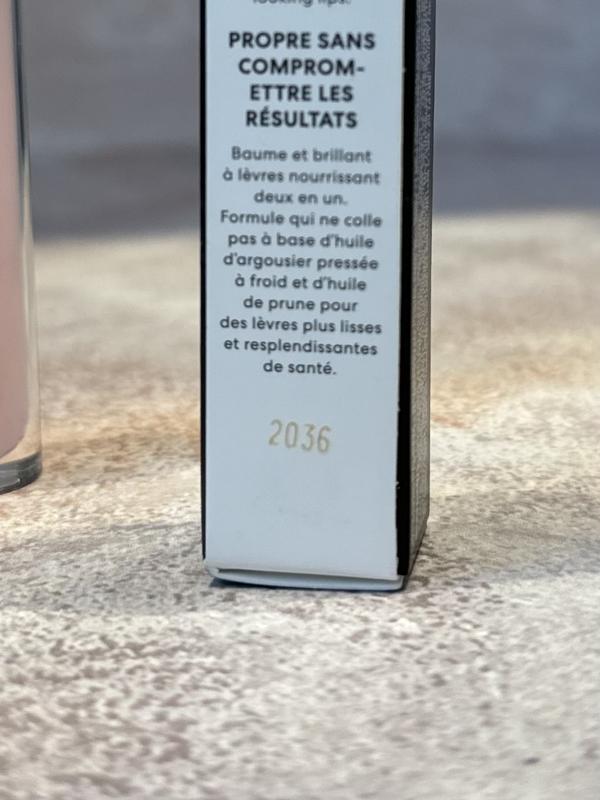 looking lips.
PROPRE SANS
COMPROM-
ETTRE LES
RÉSULTATS
Baume et brillant
à lèvres nourrissant
deux en un.
Formule qui ne colle
pas à base d'huile
d'argousier pressée
à froid et d'huile
de prune pour
des lèvres plus lisses
et resplendissantes
de santé.
2036